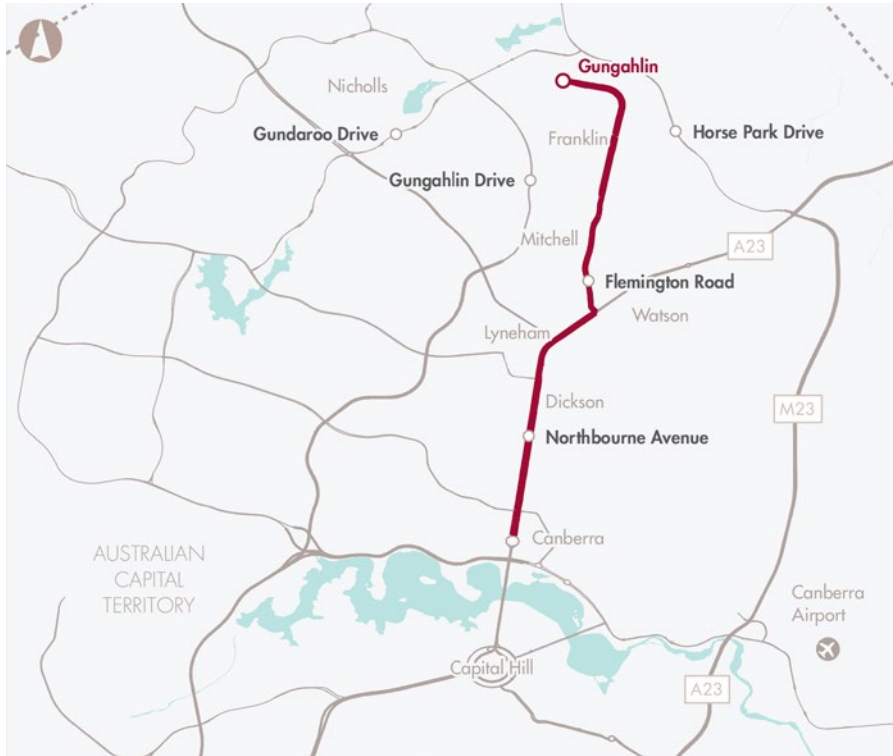 Gungahlin
Nicholls
Gundaroo Drive
Franklin
Horse Park Drive
Gungahlin Drive
Mitchell
A23
Flemington Road
Watson
Lyneham
Dickson
M23
Northbourne Avenue
Canberra
AUSTRALIAN
CAPITAL
TERRITORY
Canberra
Airport
Capital Hill
A23